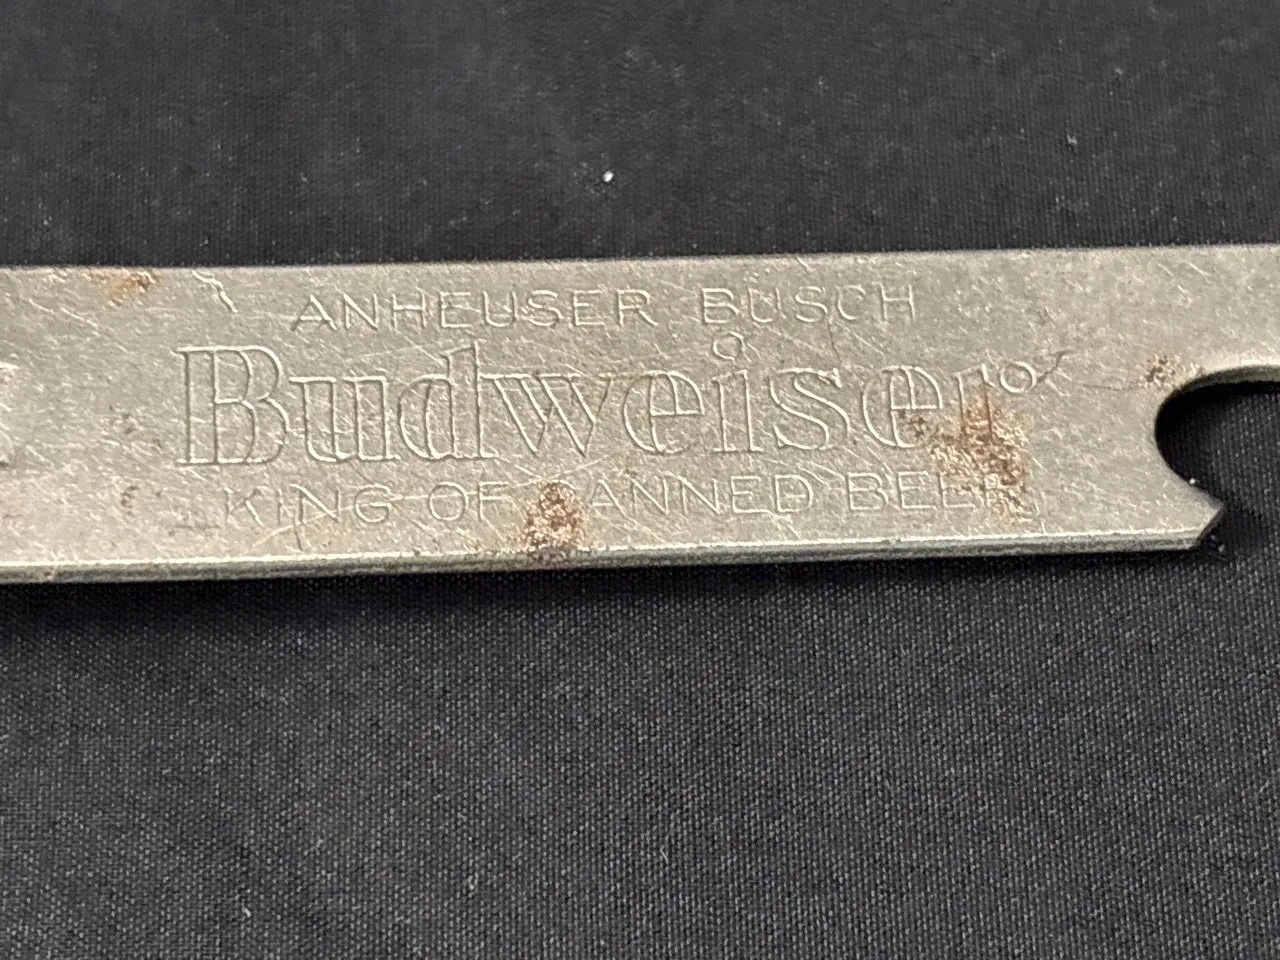 ANHEUSER BUSCH
Budweiser
KING OF CANNED BEER